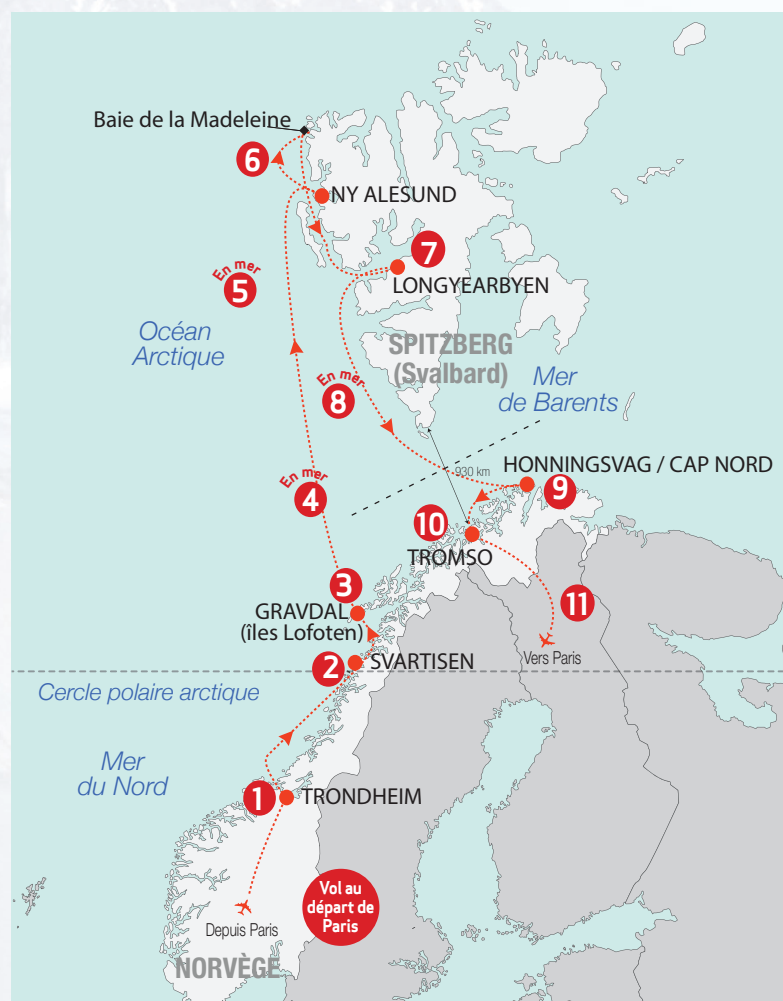 Baie de la Madeleine
6
NY ALESUND
7
LONGYEARBYEN
En mer
5
Océan
Arctique
SPITZBERG
(Svalbard)
En mer
8
Mer
de Barents
930 km
HONNINGSVAG / CAP NORD
9
En mer
4
10
TROMSO
3
GRAVDAL
(îles Lofoten)
11
Vers Paris
2
SVARTISEN
Cercle polaire arctique
Mer
du Nord
1
TRONDHEIM
Vol au
départ de
Paris
Depuis Paris
NORVÈGE